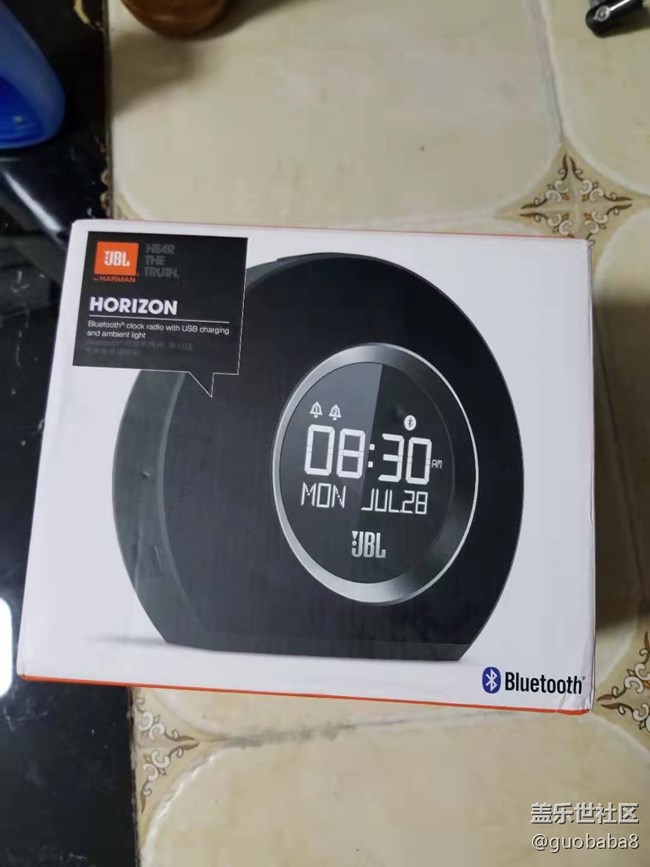 JBL
by HARMAN
HEAR
THE
TRUTH.
HORIZON
Bluetooth® clock radio with USB charging
and ambient light
08:30 AM
MON JUL28
JBL
Bluetooth®
盖乐世社区
@guobaba8